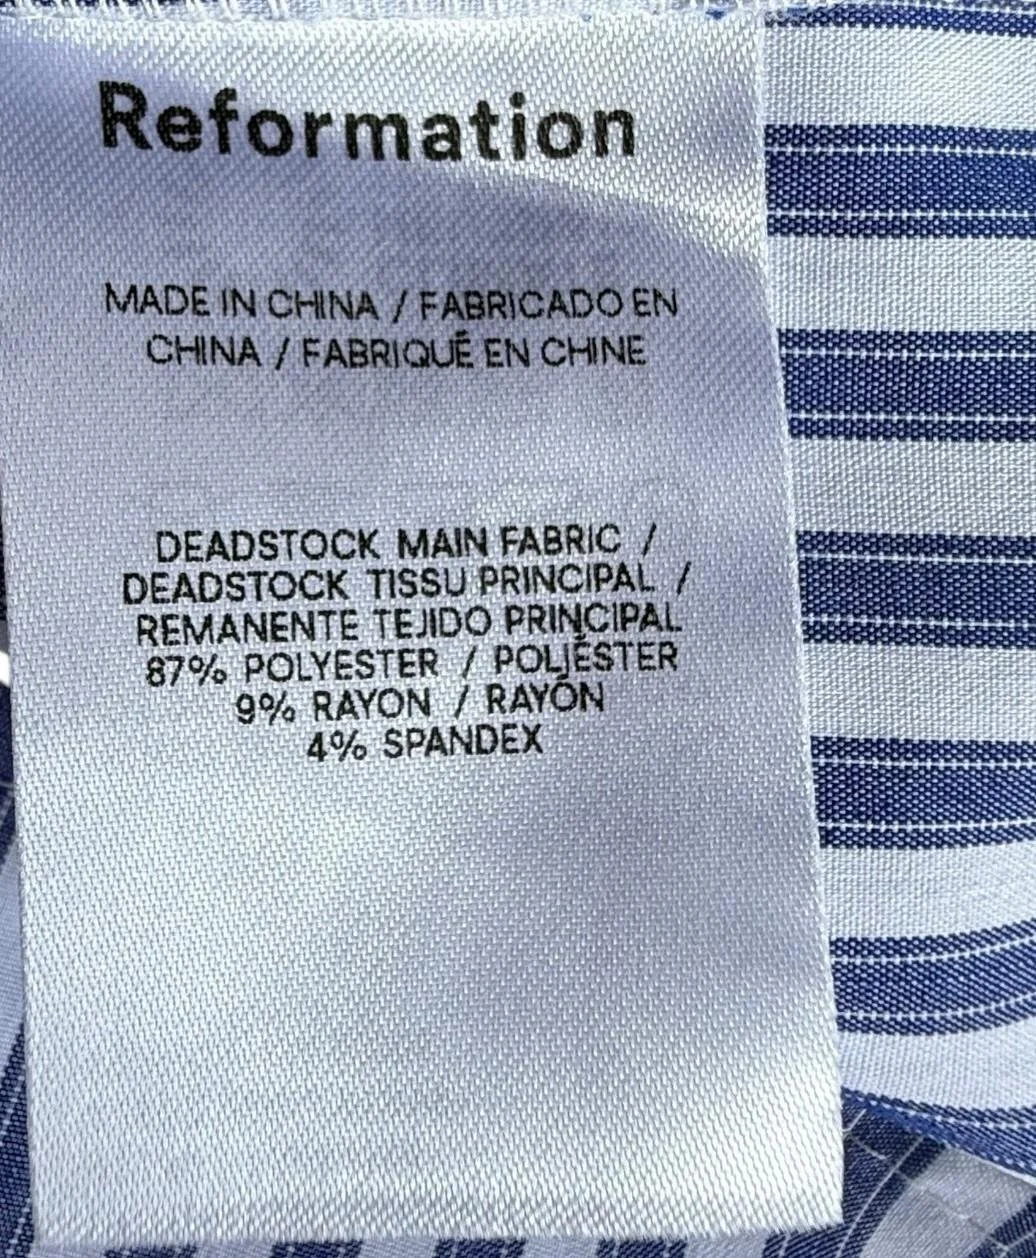 Reformation
MADE IN CHINA / FABRICADO EN
CHINA / FABRIQUÉ EN CHINE
DEADSTOCK MAIN FABRIC /
DEADSTOCK TISSU PRINCIPAL /
REMANENTE TEJIDO PRINCIPAL
87% POLYESTER / POLIÉSTER
9% RAYON / RAYÓN
4% SPANDEX